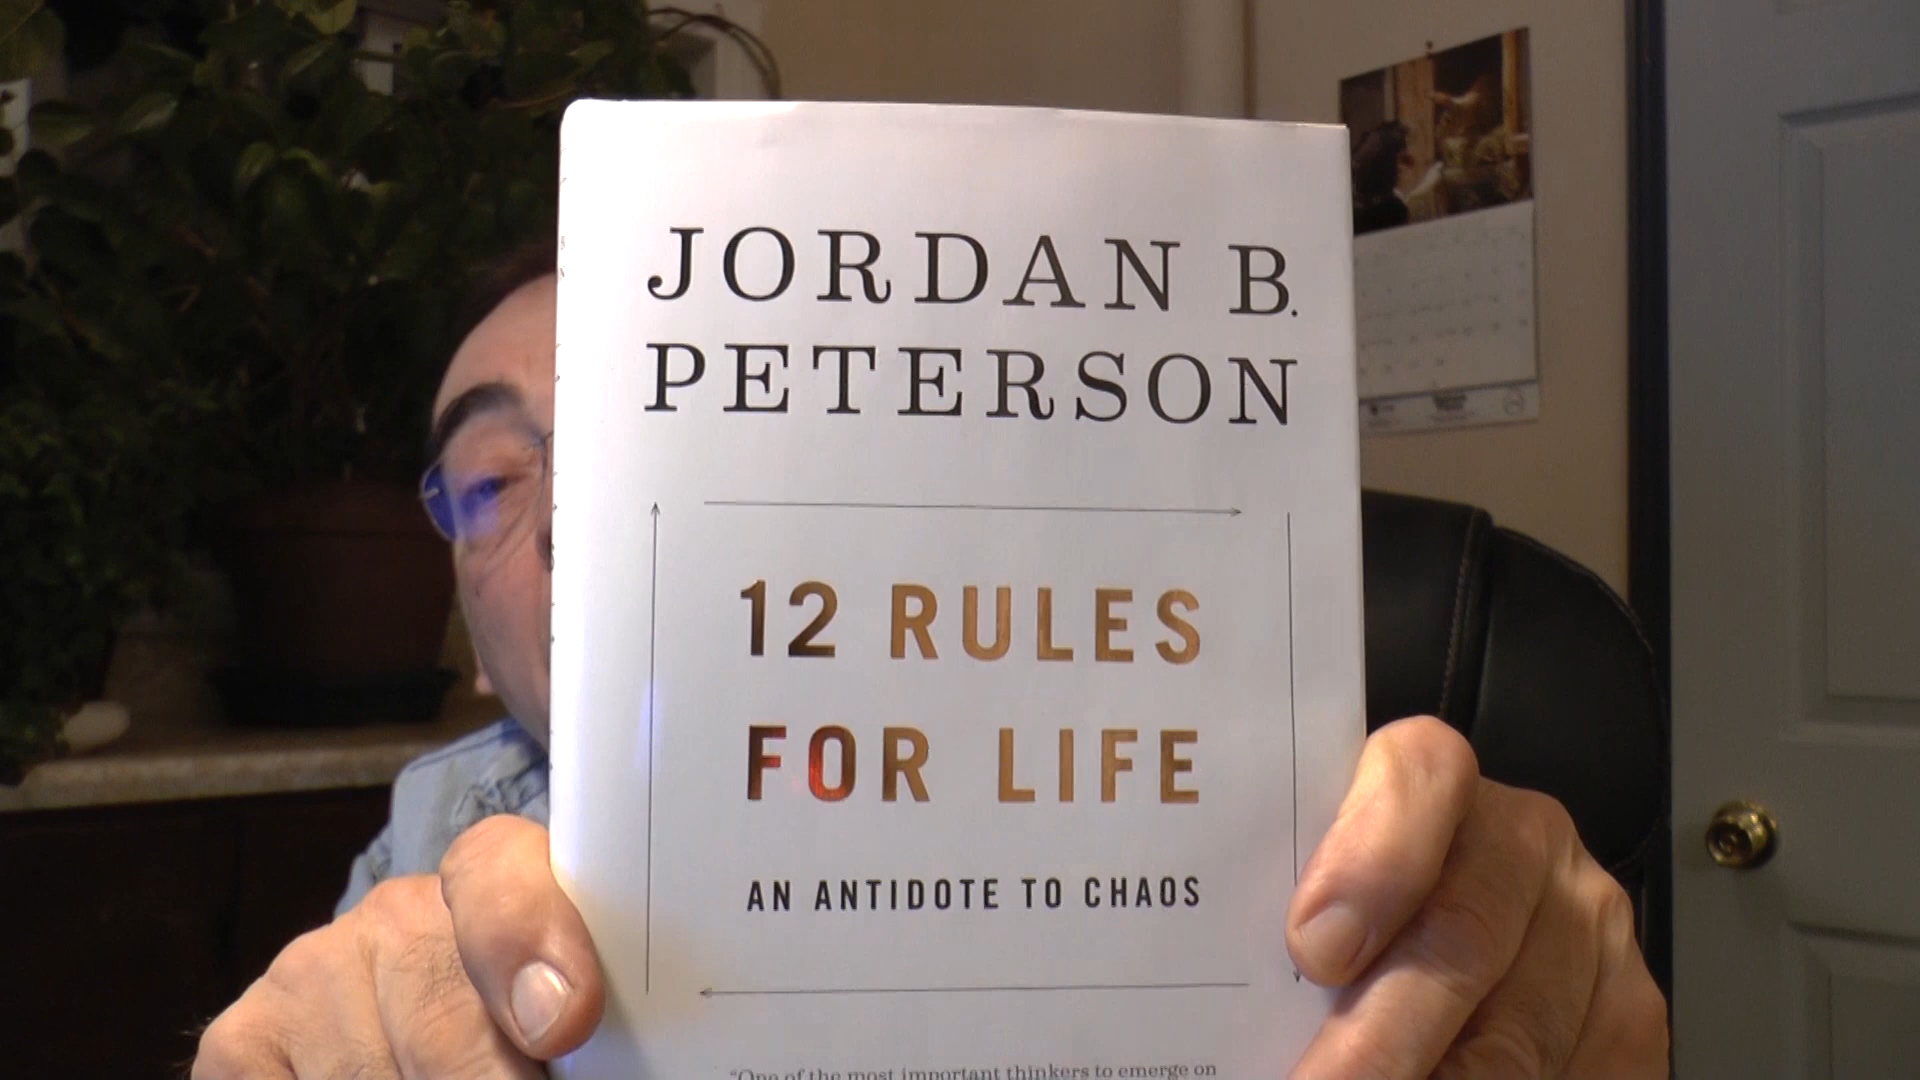 JORDAN B.
PETERSON
12 RULES
FOR LIFE
AN ANTIDOTE TO CHAOS
"One of the most important thinkers to emerge on